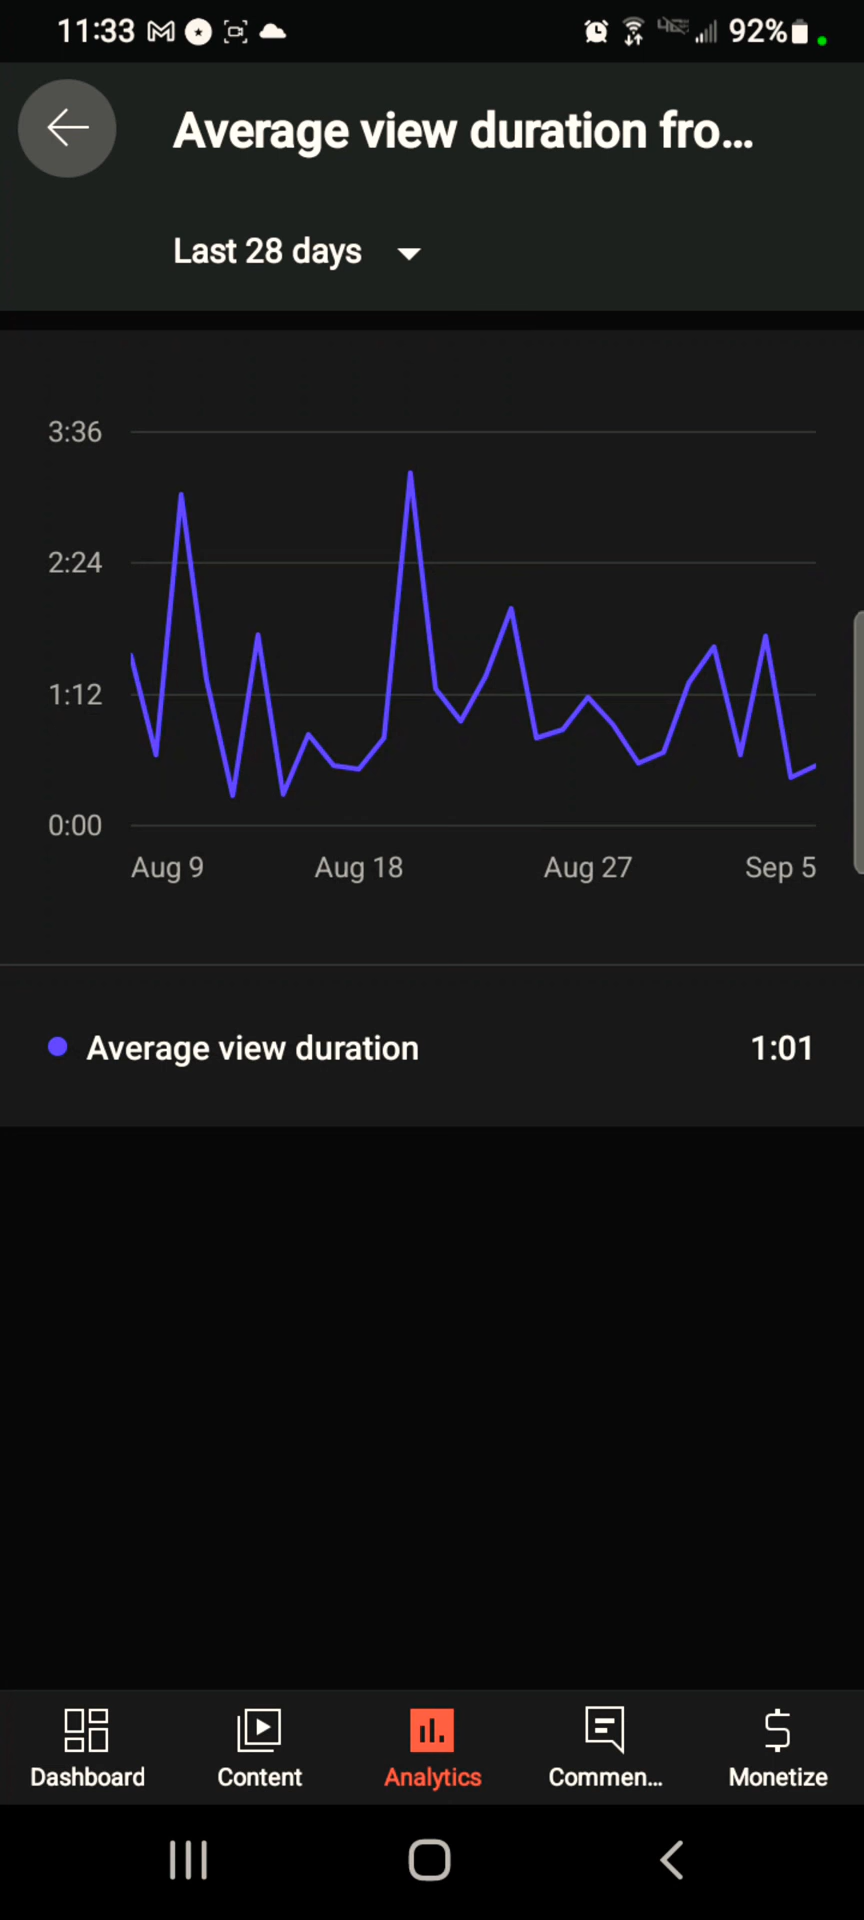 11:33 92%
Average view duration fro...
Last 28 days
3:36
2:24
1:12
0:00
Aug 9 Aug 18 Aug 27 Sep 5
Average view duration 1:01
Dashboard Content Analytics Commen... Monetize